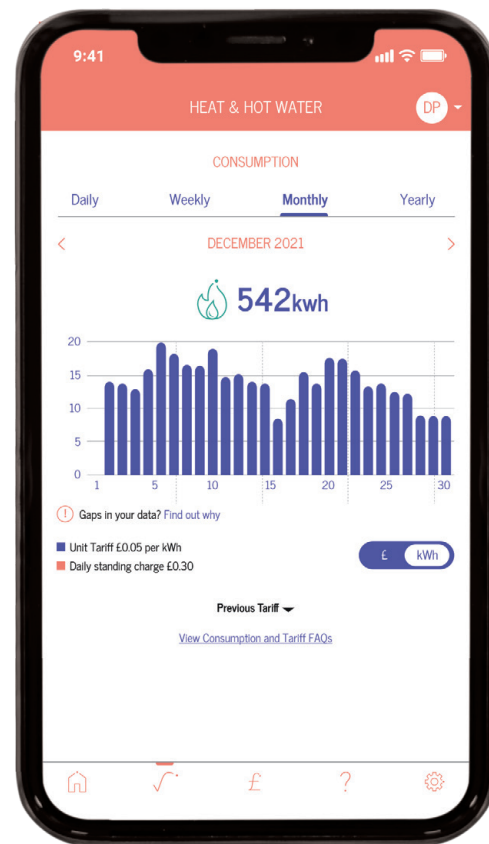 9:41
HEAT & HOT WATER
DP
CONSUMPTION
Daily Weekly Monthly Yearly
< DECEMBER 2021 >
542kwh
20
15
10
5
0
1 5 10 15 20 25 30
! Gaps in your data? Find out why
Unit Tariff £0.05 per kWh
£ kWh
Daily standing charge £0.30
Previous Tariff
View Consumption and Tariff FAQs
£ ?